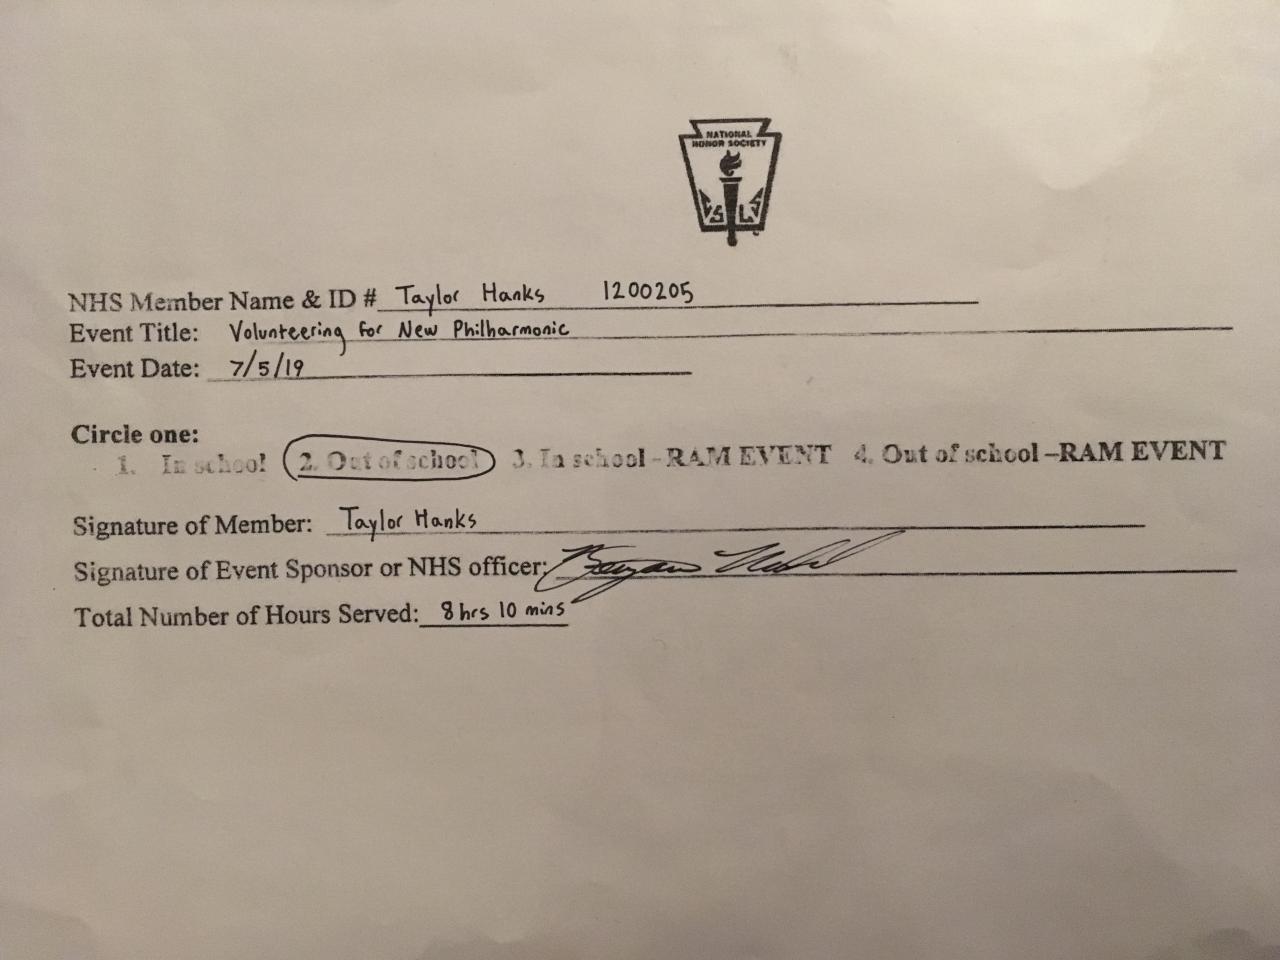 NATIONAL
HONOR SOCIETY
NHS Member Name & ID # Taylor Hanks 1200205
Event Title: Volunteering for New Philharmonic
Event Date: 7/5/19
Circle one:
1. In school 2. Out of school 3. In school -RAM EVENT 4. Out of school –RAM EVENT
Signature of Member: Taylor Hanks
Signature of Event Sponsor or NHS officer:
Total Number of Hours Served: 8 hrs 10 mins